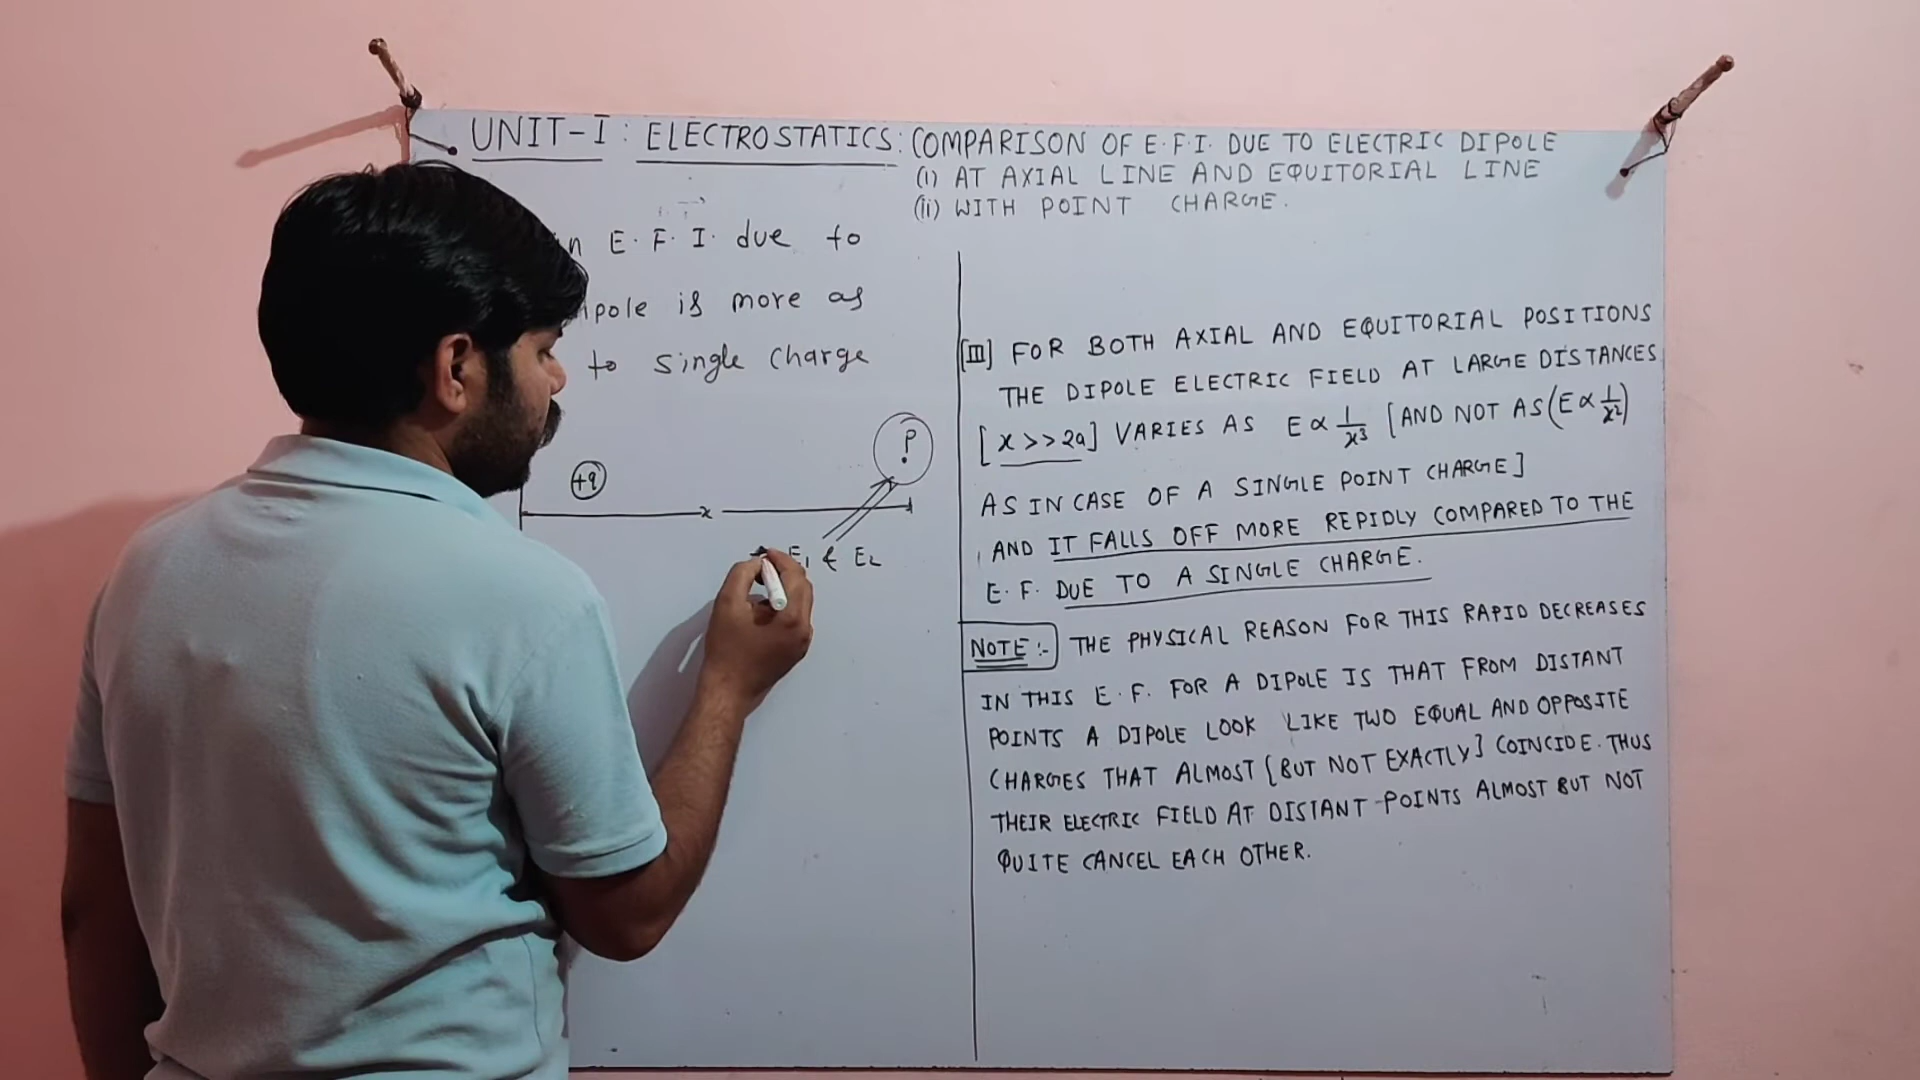 UNIT-I : ELECTROSTATICS : COMPARISON OF E.F.I. DUE TO ELECTRIC DIPOLE
(i) AT AXIAL LINE AND EQUITORIAL LINE
(ii) WITH POINT CHARGE.
n E.F.I. due to
ipole is more as
to single charge
+q
P
x
E₁ & E₂
[III] FOR BOTH AXIAL AND EQUITORIAL POSITIONS
THE DIPOLE ELECTRIC FIELD AT LARGE DISTANCES
[x >> 2a] VARIES AS E ∝ 1/x³ [AND NOT AS (E ∝ 1/x²)
AS IN CASE OF A SINGLE POINT CHARGE]
AND IT FALLS OFF MORE REPIDLY COMPARED TO THE
E.F. DUE TO A SINGLE CHARGE.
NOTE :- THE PHYSICAL REASON FOR THIS RAPID DECREASES
IN THIS E.F. FOR A DIPOLE IS THAT FROM DISTANT
POINTS A DIPOLE LOOK LIKE TWO EQUAL AND OPPOSITE
CHARGES THAT ALMOST [BUT NOT EXACTLY] COINCIDE. THUS
THEIR ELECTRIC FIELD AT DISTANT POINTS ALMOST BUT NOT
QUITE CANCEL EACH OTHER.